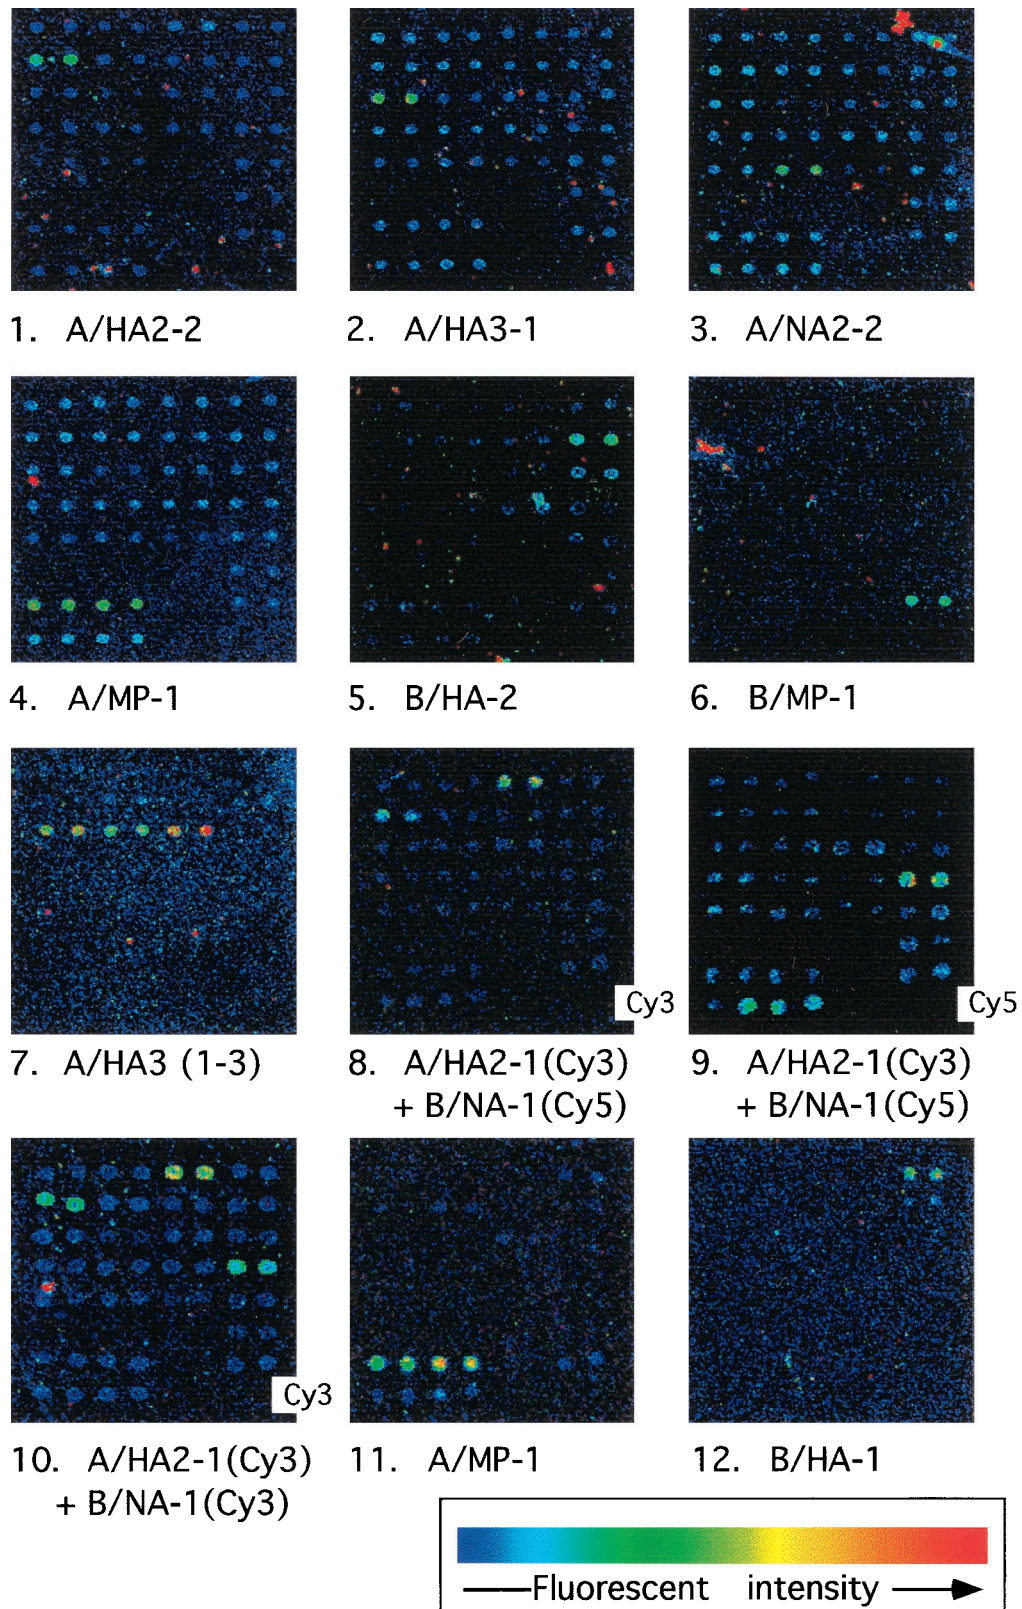 1. A/HA2-2
2. A/HA3-1
3. A/NA2-2
4. A/MP-1
5. B/HA-2
6. B/MP-1
Cy3
Cy5
7. A/HA3 (1-3)
8. A/HA2-1(Cy3)
+ B/NA-1(Cy5)
9. A/HA2-1(Cy3)
+ B/NA-1(Cy5)
Cy3
10. A/HA2-1(Cy3)
+ B/NA-1(Cy3)
11. A/MP-1
12. B/HA-1
Fluorescent intensity